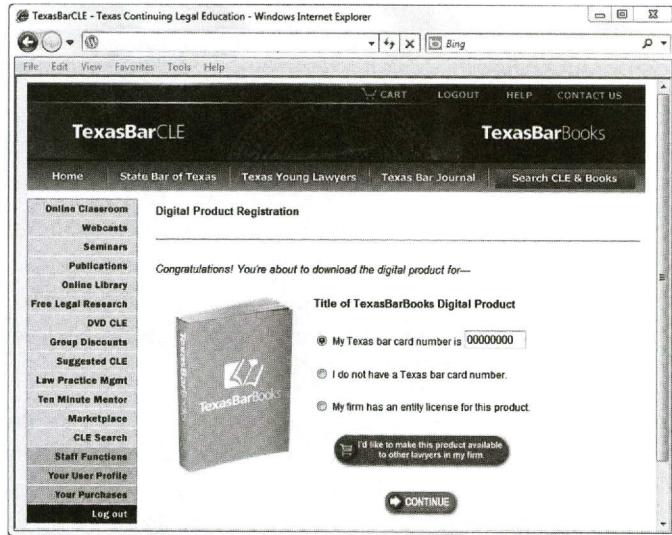 TexasBarCLE - Texas Continuing Legal Education - Windows Internet Explorer
Bing
File Edit View Favorites Tools Help
CART LOGOUT HELP CONTACT US
TexasBarCLE TexasBarBooks
Home State Bar of Texas Texas Young Lawyers Texas Bar Journal Search CLE & Books
Online Classroom
Webcasts
Seminars
Publications
Online Library
Free Legal Research
DVD CLE
Group Discounts
Suggested CLE
Law Practice Mgmt
Ten Minute Mentor
Marketplace
CLE Search
Staff Functions
Your User Profile
Your Purchases
Log out
Digital Product Registration
Congratulations! You're about to download the digital product for—
TexasBarBooks
TexasBarBooks
Title of TexasBarBooks Digital Product
My Texas bar card number is 00000000
I do not have a Texas bar card number.
My firm has an entity license for this product.
I'd like to make this product available
to other lawyers in my firm.
CONTINUE